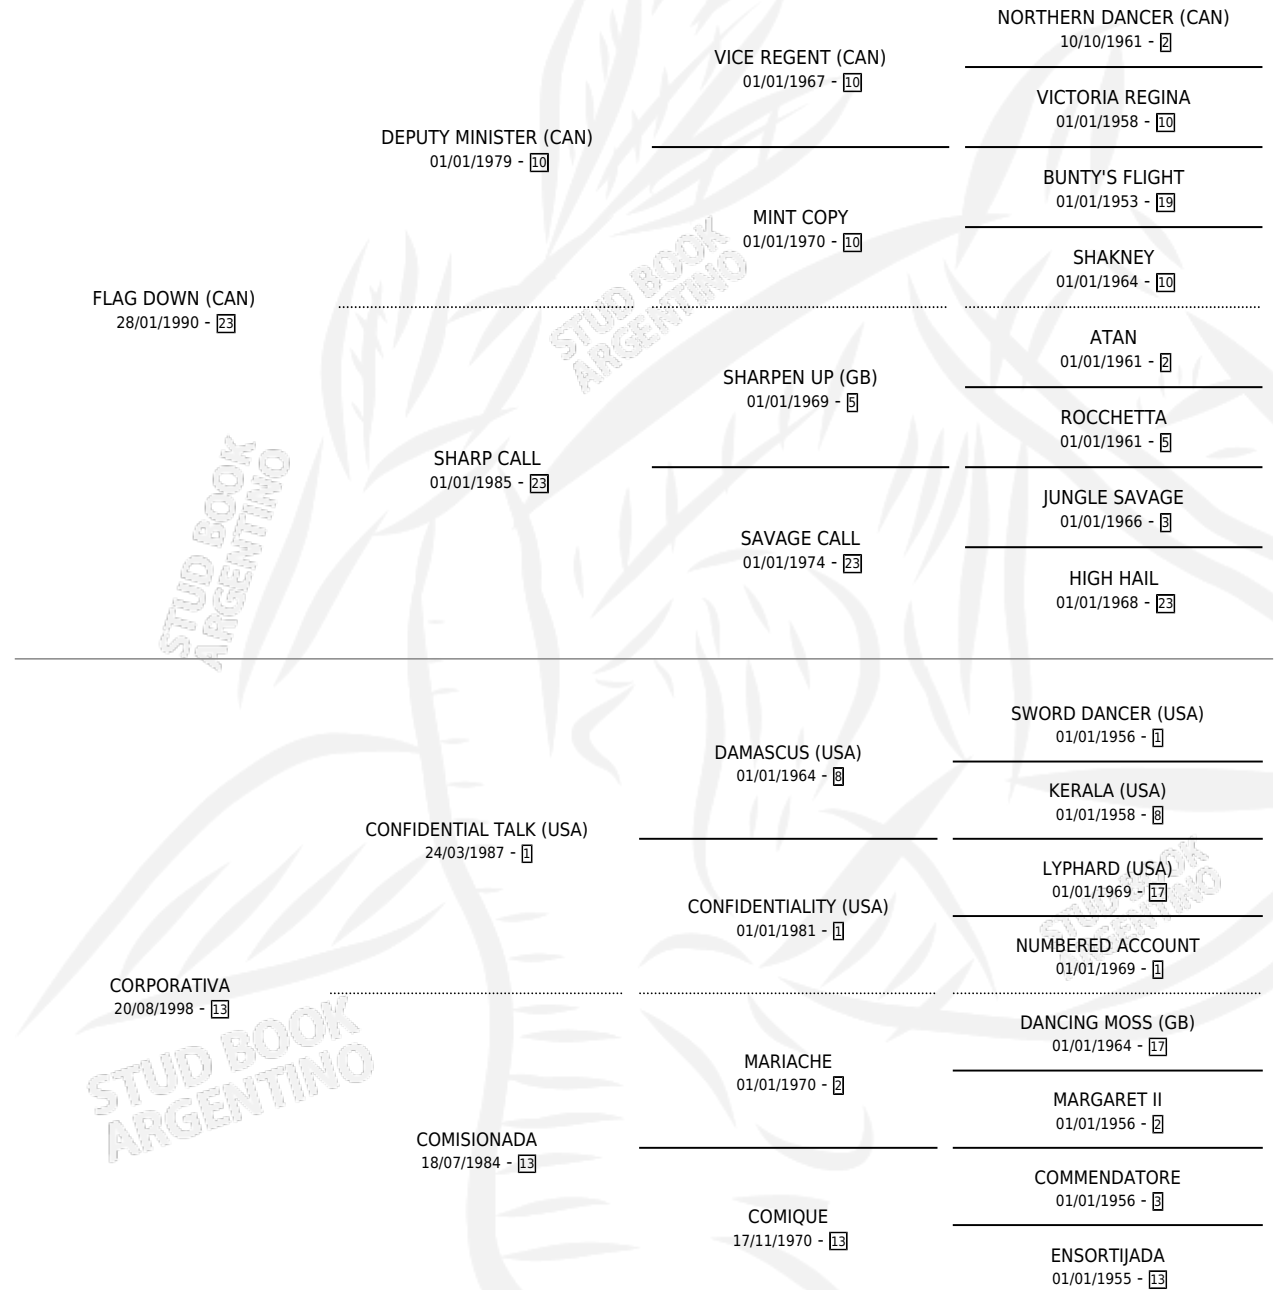 NORTHERN DANCER (CAN)
10/10/1961 - 2
VICE REGENT (CAN)
01/01/1967 - 10
VICTORIA REGINA
01/01/1958 - 10
DEPUTY MINISTER (CAN)
01/01/1979 - 10
BUNTY'S FLIGHT
01/01/1953 - 19
MINT COPY
01/01/1970 - 10
SHAKNEY
01/01/1964 - 10
FLAG DOWN (CAN)
28/01/1990 - 23
STUD BOOK
ARGENTINO
ATAN
01/01/1961 - 2
SHARPEN UP (GB)
01/01/1969 - 5
ROCCHETTA
01/01/1961 - 5
SHARP CALL
01/01/1985 - 23
JUNGLE SAVAGE
01/01/1966 - 3
SAVAGE CALL
01/01/1974 - 23
HIGH HAIL
01/01/1968 - 23
STUD BOOK
ARGENTINO
SWORD DANCER (USA)
01/01/1956 - 1
DAMASCUS (USA)
01/01/1964 - 8
KERALA (USA)
01/01/1958 - 8
CONFIDENTIAL TALK (USA)
24/03/1987 - 1
LYPHARD (USA)
01/01/1969 - 17
CONFIDENTIALITY (USA)
01/01/1981 - 1
NUMBERED ACCOUNT
01/01/1969 - 1
STUD BOOK
ARGENTINO
CORPORATIVA
20/08/1998 - 13
DANCING MOSS (GB)
01/01/1964 - 17
MARIACHE
01/01/1970 - 2
MARGARET II
01/01/1956 - 2
STUD BOOK
ARGENTINO
COMISIONADA
18/07/1984 - 13
COMMENDATORE
01/01/1956 - 3
COMIQUE
17/11/1970 - 13
ENSORTIJADA
01/01/1955 - 13